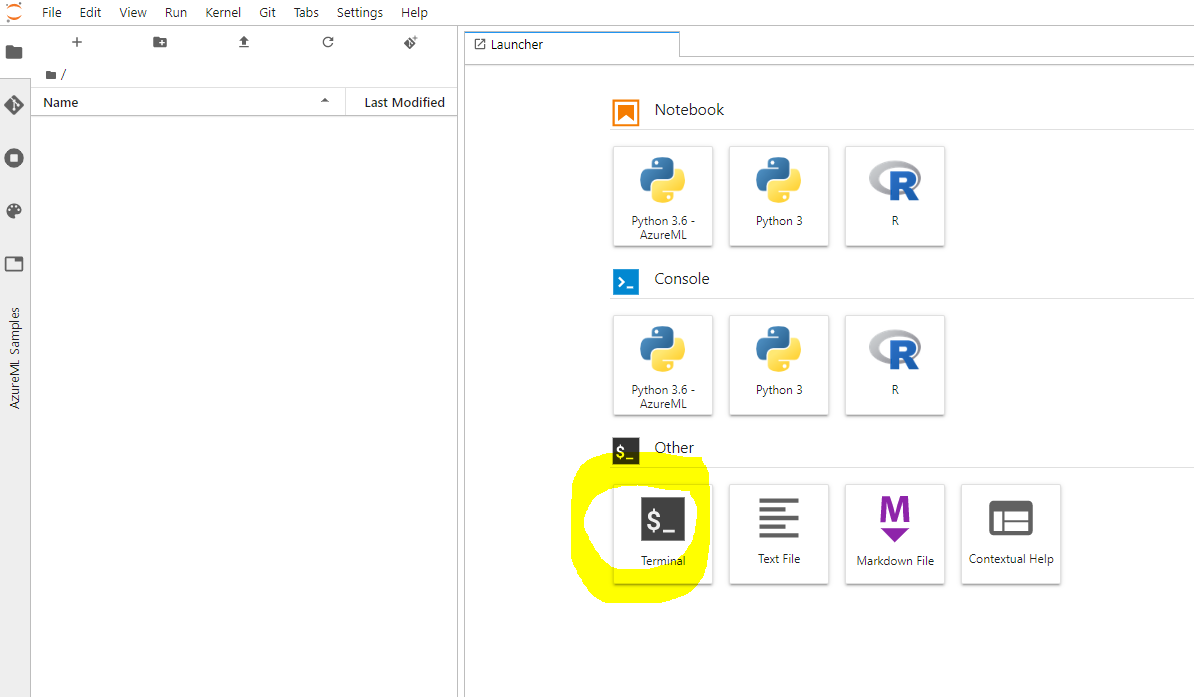 File Edit View Run Kernel Git Tabs Settings Help
/
Name Last Modified
AzureML Samples
Launcher
Notebook
Python 3.6 -
AzureML
Python 3
R
Console
Python 3.6 -
AzureML
Python 3
R
$_ Other
$_
Terminal
Text File
M
Markdown File
Contextual Help